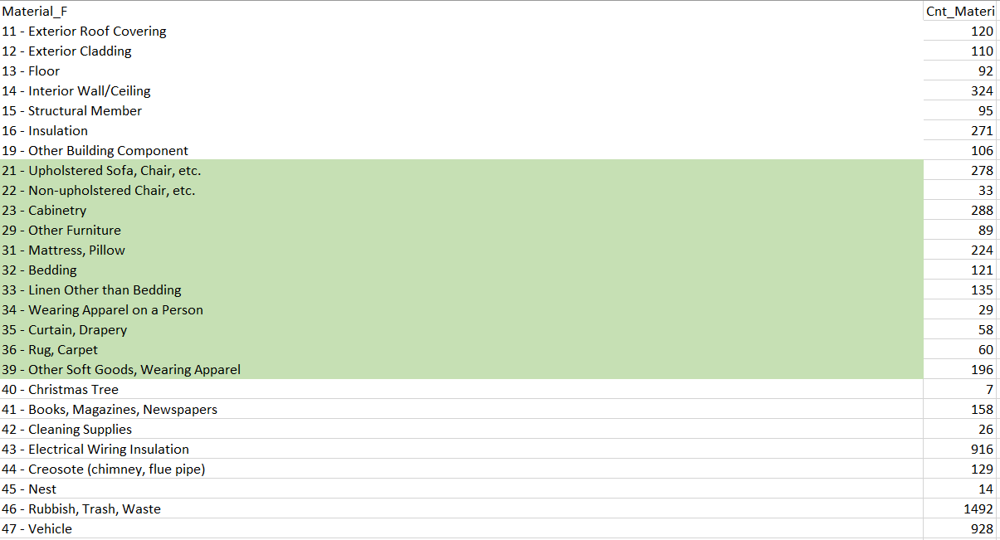 Material_F Cnt_Materi
11 - Exterior Roof Covering 120
12 - Exterior Cladding 110
13 - Floor 92
14 - Interior Wall/Ceiling 324
15 - Structural Member 95
16 - Insulation 271
19 - Other Building Component 106
21 - Upholstered Sofa, Chair, etc. 278
22 - Non-upholstered Chair, etc. 33
23 - Cabinetry 288
29 - Other Furniture 89
31 - Mattress, Pillow 224
32 - Bedding 121
33 - Linen Other than Bedding 135
34 - Wearing Apparel on a Person 29
35 - Curtain, Drapery 58
36 - Rug, Carpet 60
39 - Other Soft Goods, Wearing Apparel 196
40 - Christmas Tree 7
41 - Books, Magazines, Newspapers 158
42 - Cleaning Supplies 26
43 - Electrical Wiring Insulation 916
44 - Creosote (chimney, flue pipe) 129
45 - Nest 14
46 - Rubbish, Trash, Waste 1492
47 - Vehicle 928